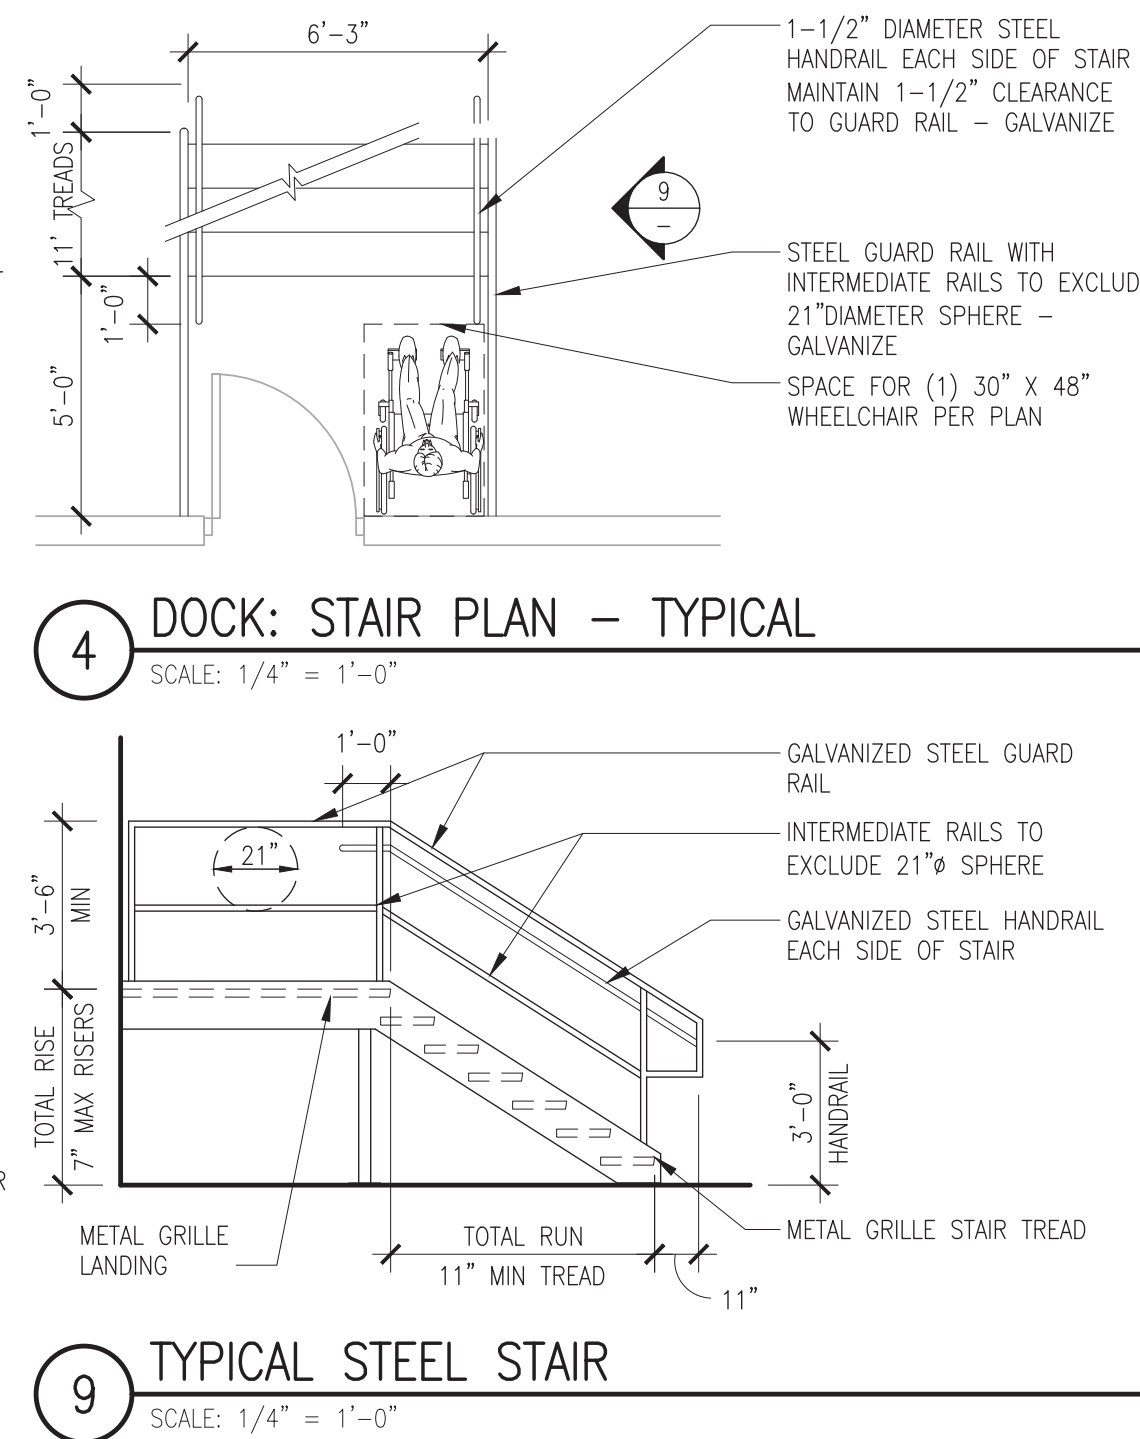 6'-3"
1'-0"
11' TREADS
1'-0"
5'-0"
1-1/2" DIAMETER STEEL
HANDRAIL EACH SIDE OF STAIR
MAINTAIN 1-1/2" CLEARANCE
TO GUARD RAIL - GALVANIZE
9
-
STEEL GUARD RAIL WITH
INTERMEDIATE RAILS TO EXCLUD
21"DIAMETER SPHERE -
GALVANIZE
SPACE FOR (1) 30" X 48"
WHEELCHAIR PER PLAN
4
DOCK: STAIR PLAN - TYPICAL
SCALE: 1/4" = 1'-0"
1'-0"
21"
3'-6"
MIN
TOTAL RISE
7" MAX RISERS
GALVANIZED STEEL GUARD
RAIL
INTERMEDIATE RAILS TO
EXCLUDE 21"ø SPHERE
GALVANIZED STEEL HANDRAIL
EACH SIDE OF STAIR
3'-0"
HANDRAIL
R
METAL GRILLE
LANDING
TOTAL RUN
11" MIN TREAD
11"
METAL GRILLE STAIR TREAD
9
TYPICAL STEEL STAIR
SCALE: 1/4" = 1'-0"